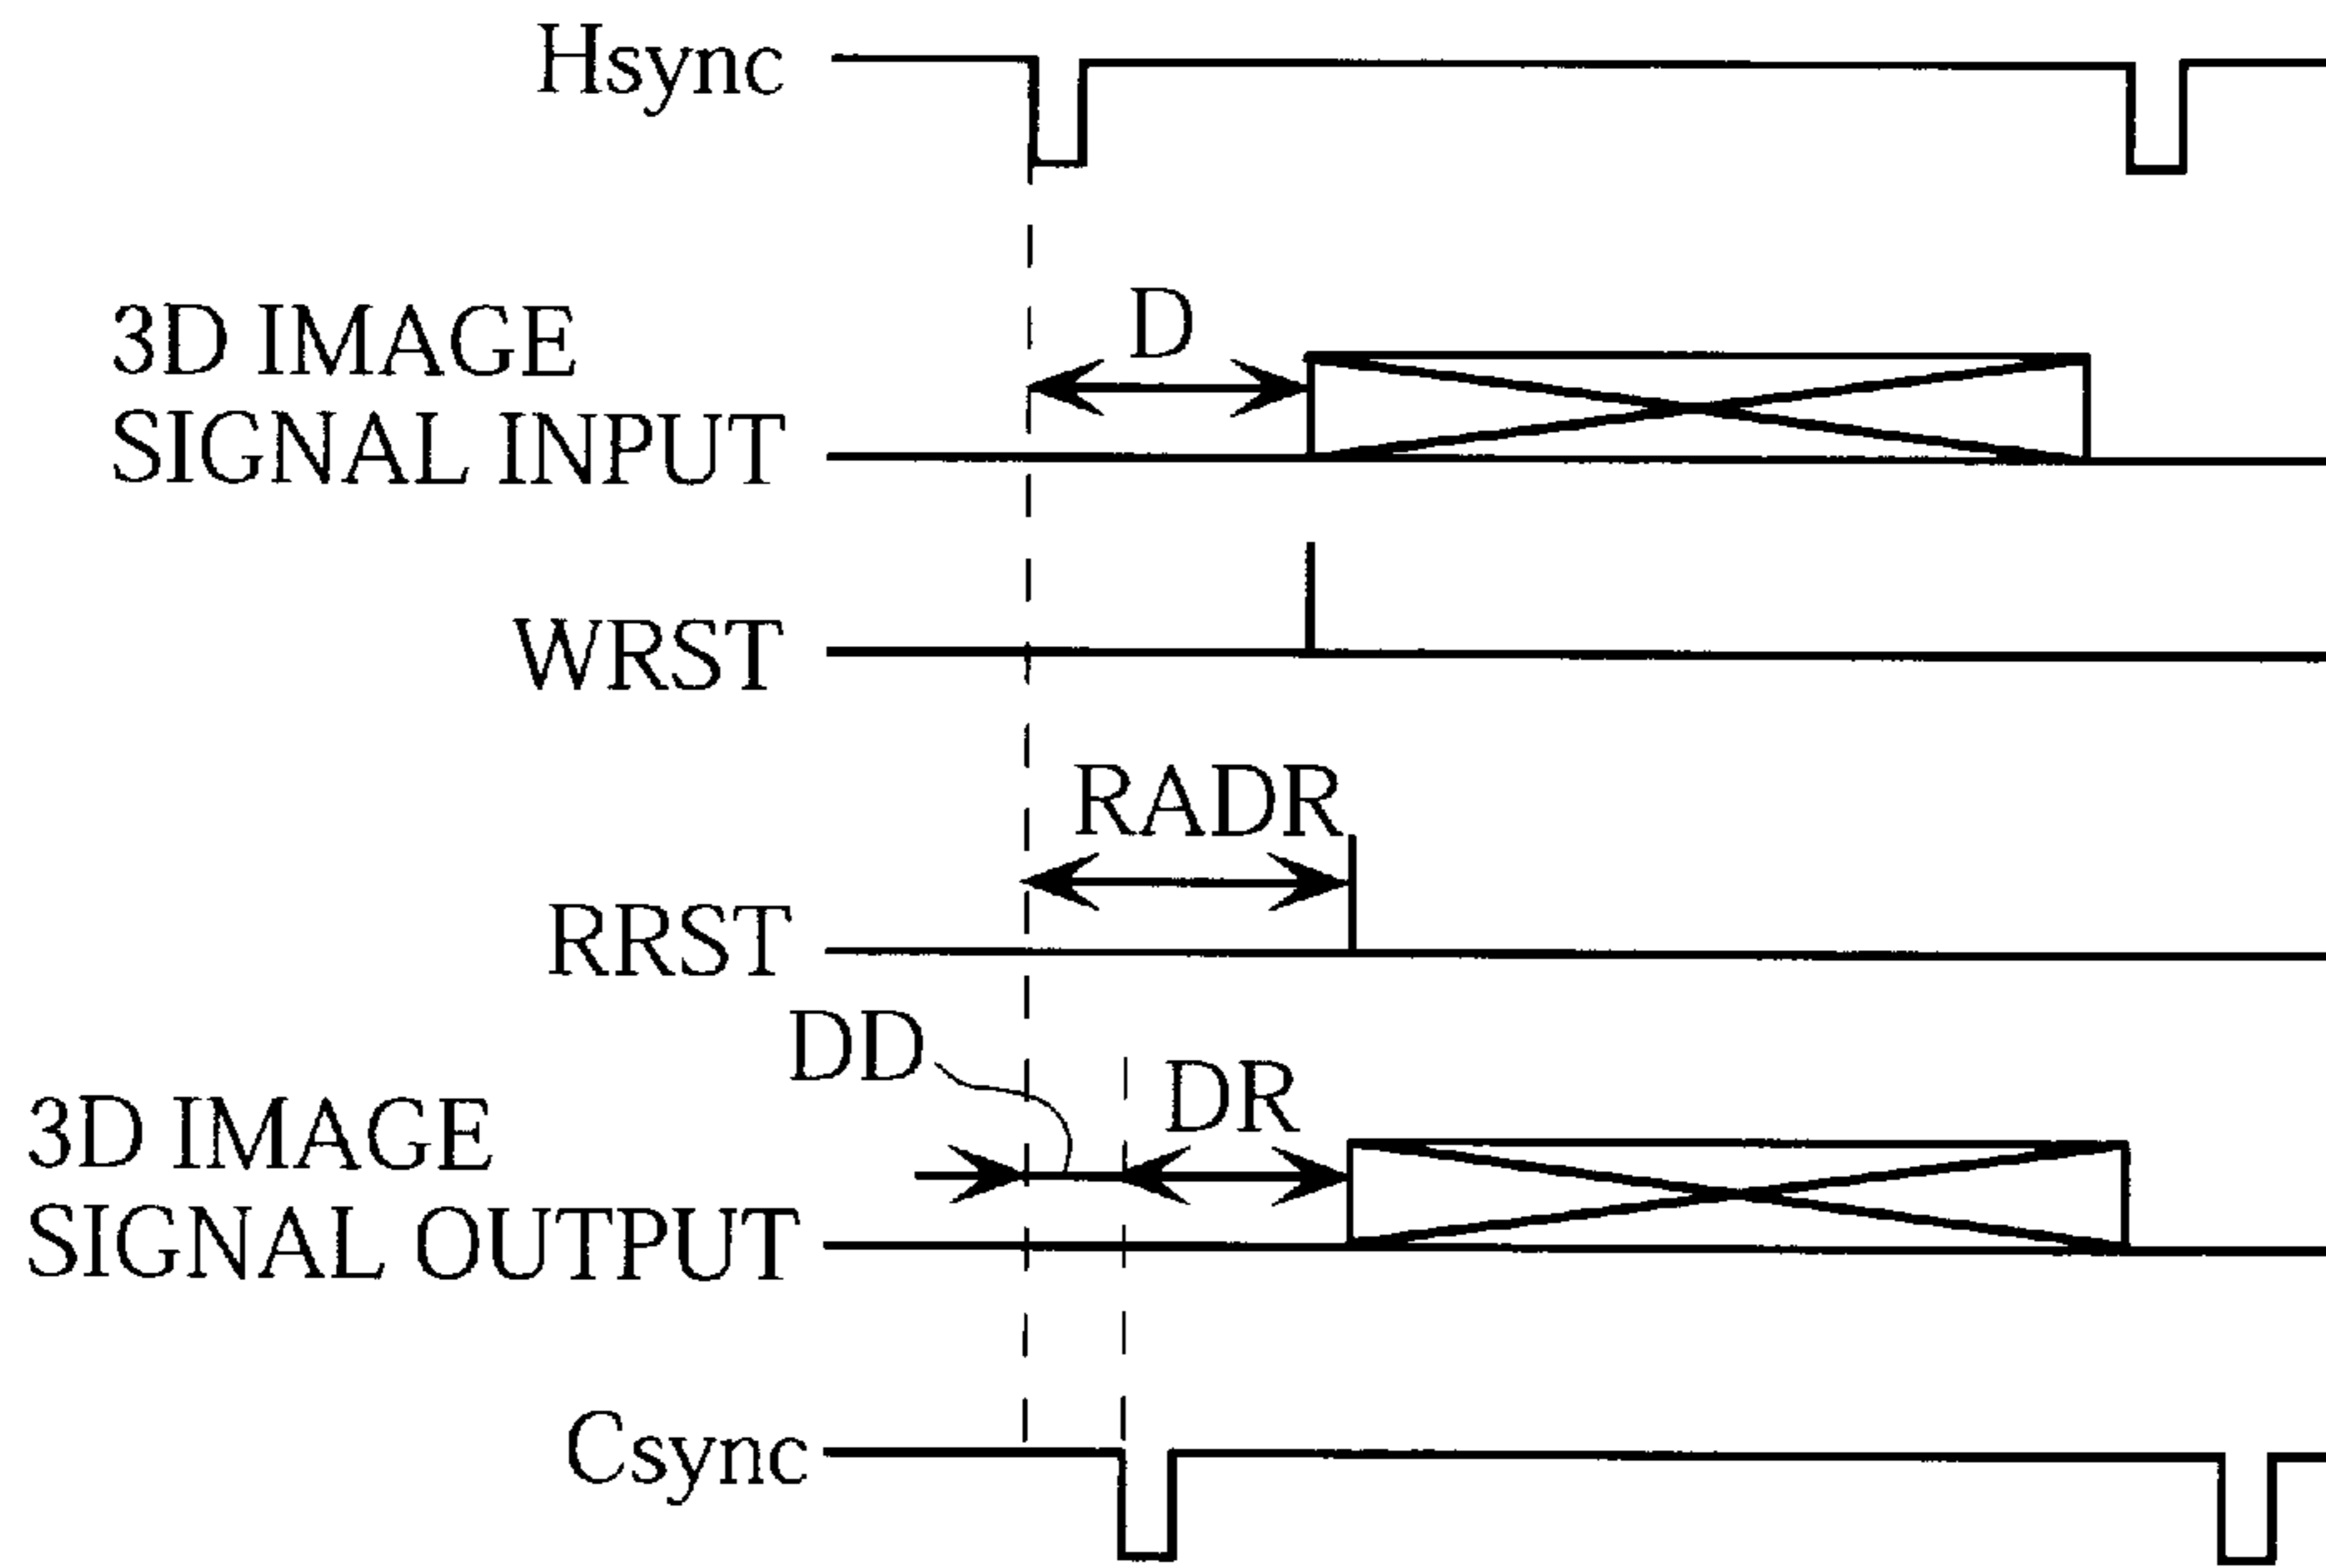 Hsync
3D IMAGE
SIGNAL INPUT
D
WRST
RADR
RRST
DD
DR
3D IMAGE
SIGNAL OUTPUT
Csync